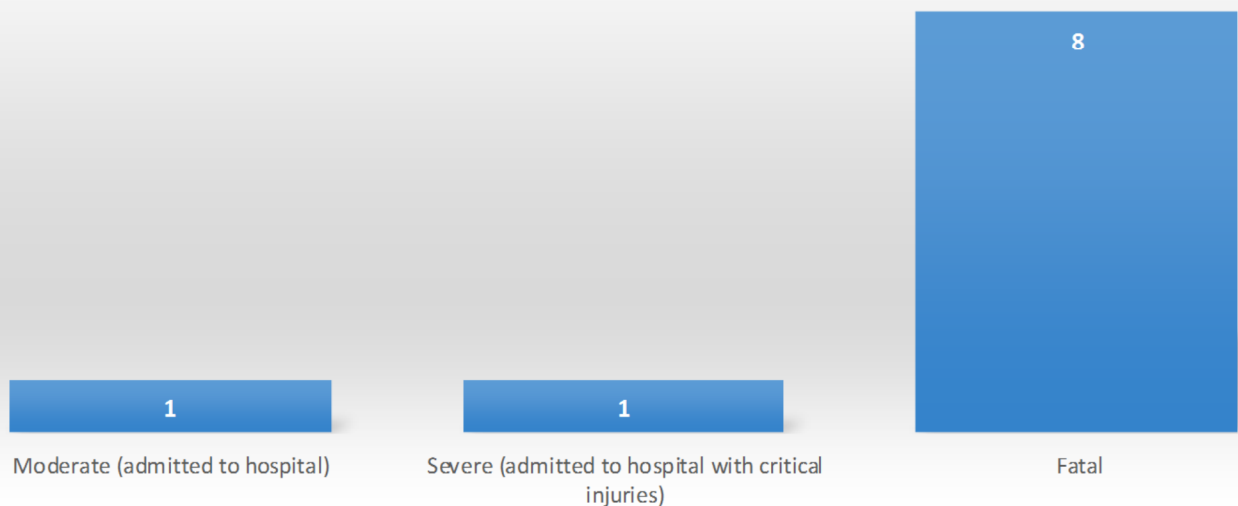 8
1
1
Moderate (admitted to hospital)
Severe (admitted to hospital with critical
injuries)
Fatal